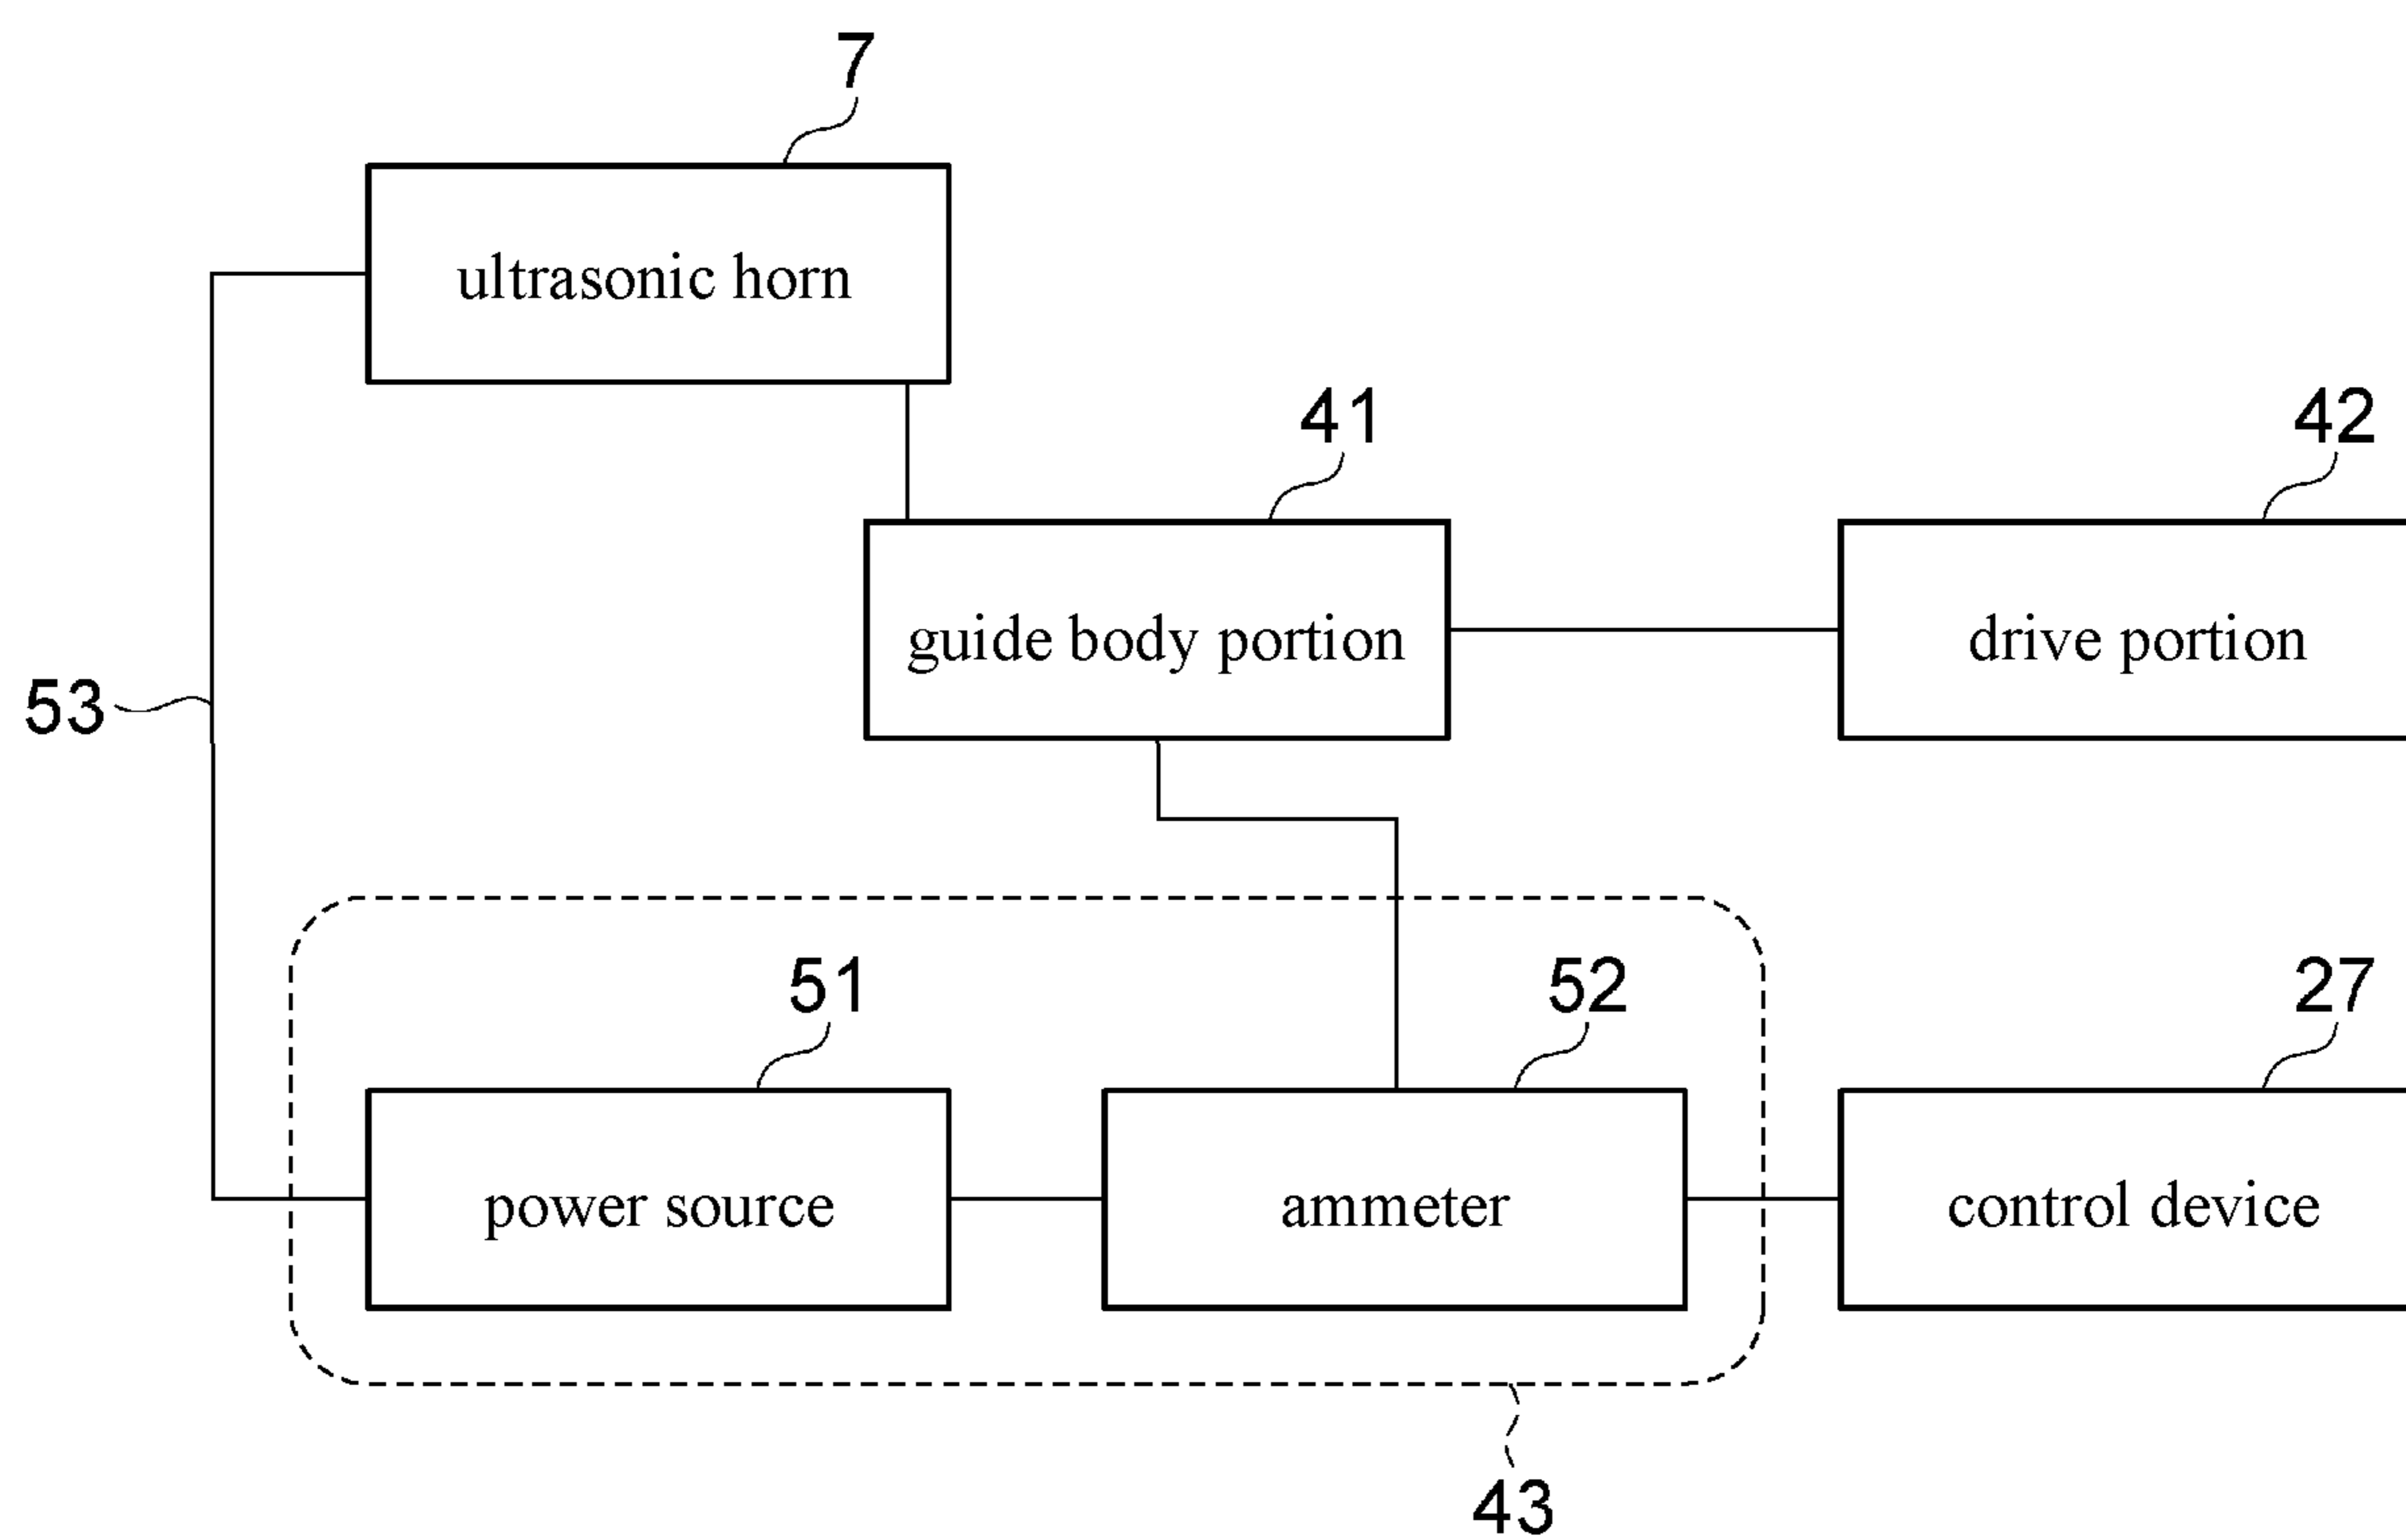 7
ultrasonic horn
41
42
guide body portion
drive portion
53
51
52
27
power source
ammeter
control device
43